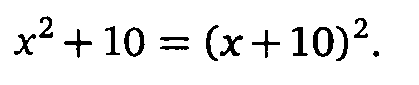 x² + 10 = (x + 10)².